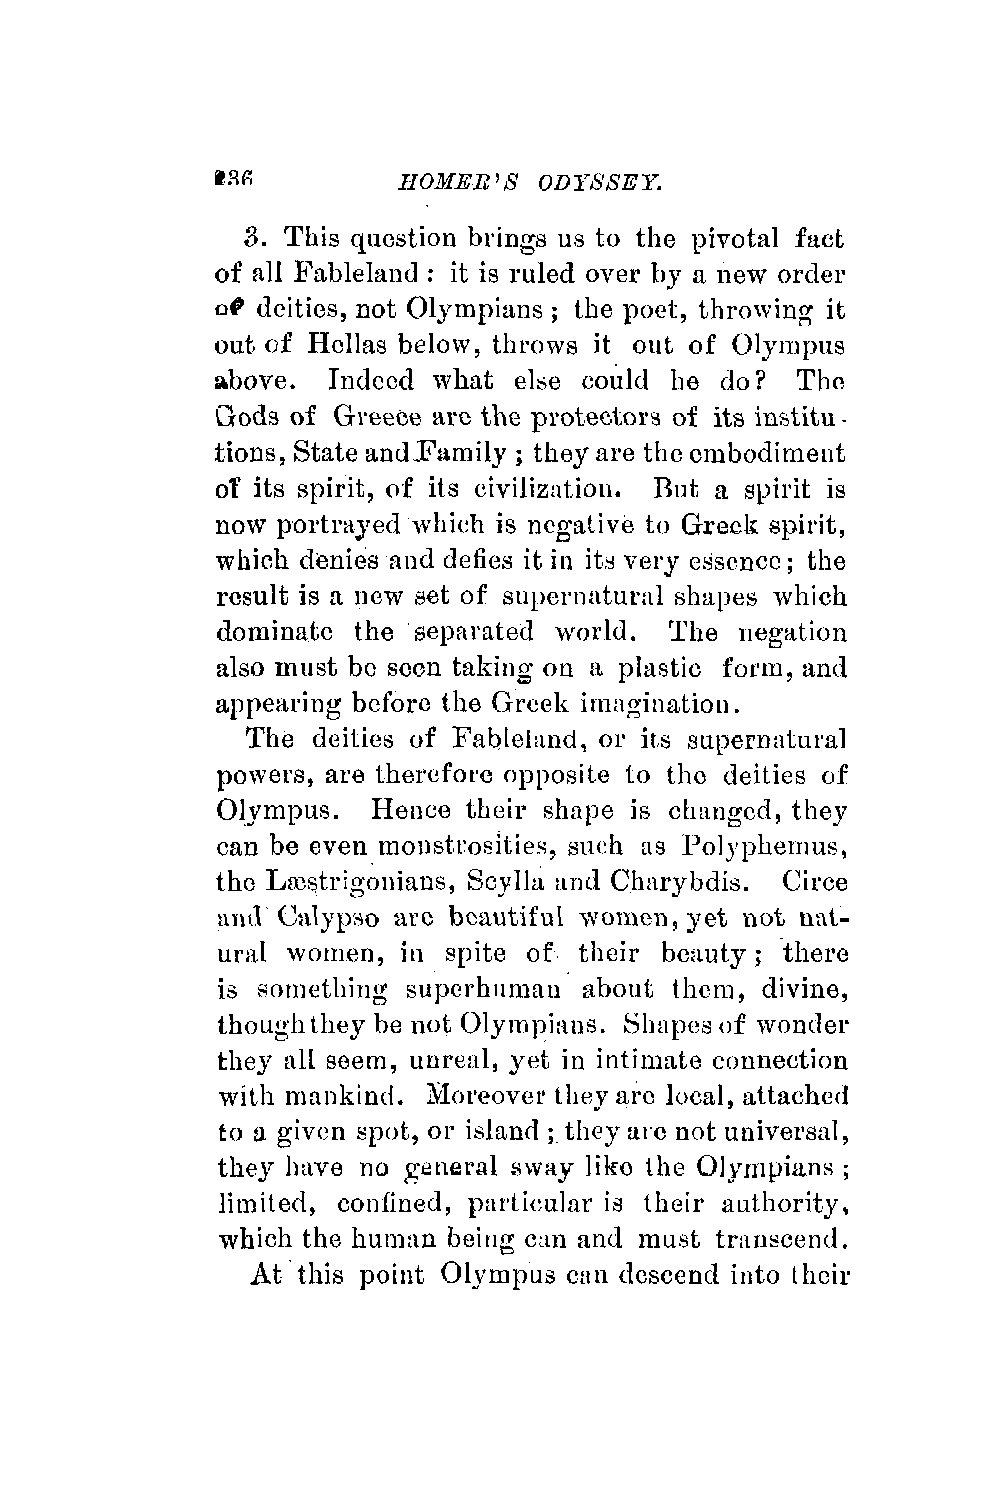 236 HOMER'S ODYSSEY.
3. This question brings us to the pivotal fact
of all Fableland : it is ruled over by a new order
of deities, not Olympians ; the poet, throwing it
out of Hellas below, throws it out of Olympus
above. Indeed what else could he do? The
Gods of Greece are the protectors of its institu-
tions, State and Family ; they are the embodiment
of its spirit, of its civilization. But a spirit is
now portrayed which is negative to Greek spirit,
which denies and defies it in its very essence; the
result is a new set of supernatural shapes which
dominate the separated world. The negation
also must be seen taking on a plastic form, and
appearing before the Greek imagination.
The deities of Fableland, or its supernatural
powers, are therefore opposite to the deities of
Olympus. Hence their shape is changed, they
can be even monstrosities, such as Polyphemus,
the Læstrigonians, Scylla and Charybdis. Circe
and Calypso are beautiful women, yet not nat-
ural women, in spite of their beauty ; there
is something superhuman about them, divine,
though they be not Olympians. Shapes of wonder
they all seem, unreal, yet in intimate connection
with mankind. Moreover they are local, attached
to a given spot, or island ; they are not universal,
they have no general sway like the Olympians ;
limited, confined, particular is their authority,
which the human being can and must transcend.
At this point Olympus can descend into their